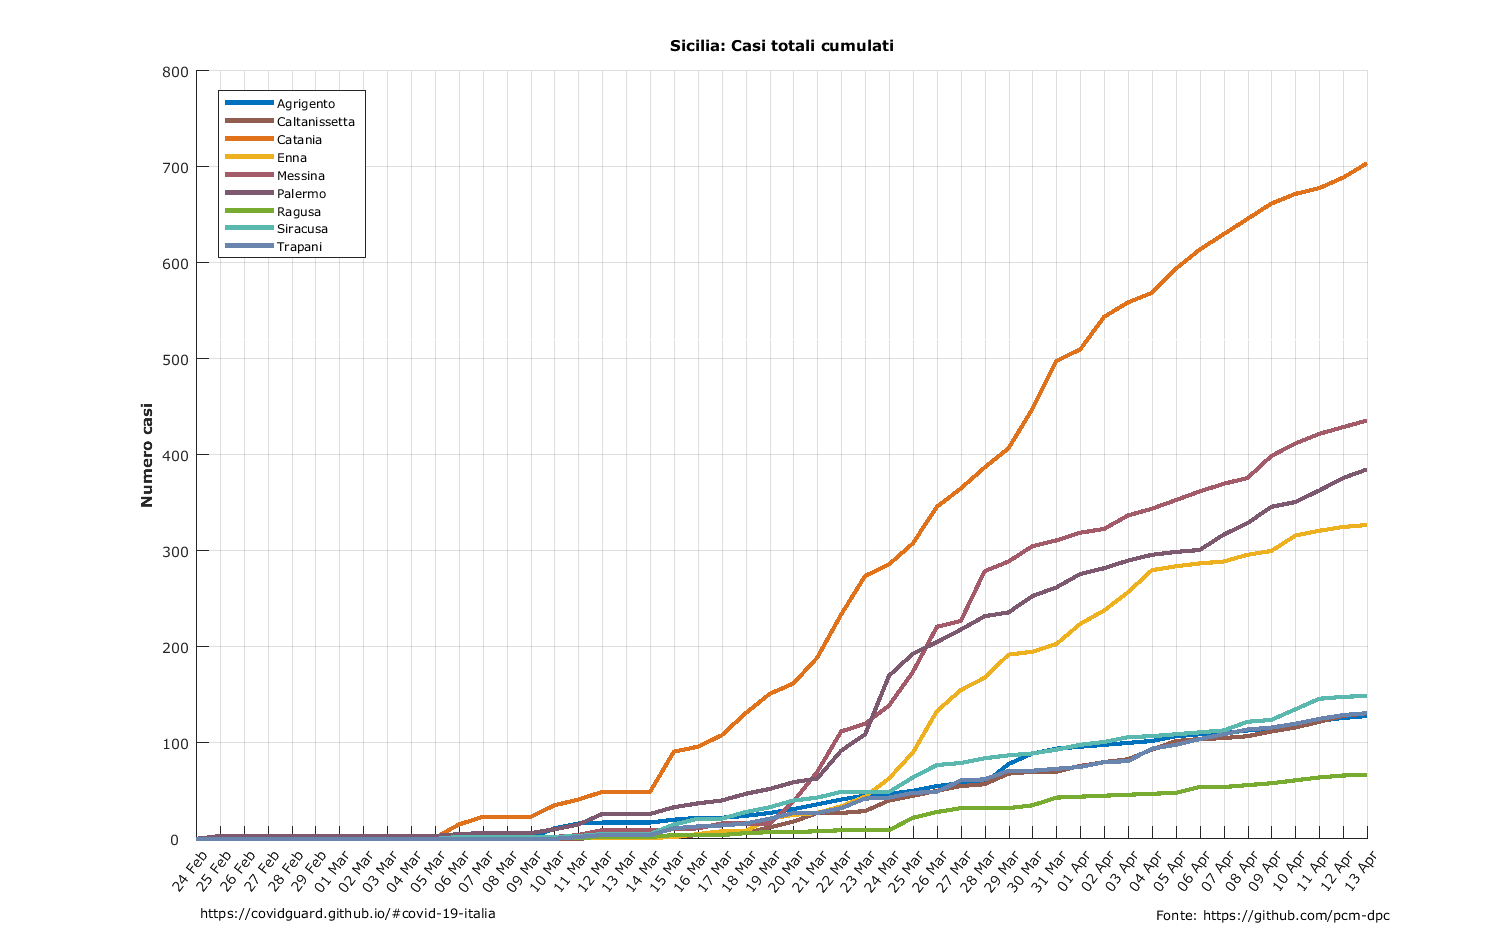 Sicilia: Casi totali cumulati
800
700
600
500
400
300
200
100
0
Numero casi
Agrigento
Caltanissetta
Catania
Enna
Messina
Palermo
Ragusa
Siracusa
Trapani
24 Feb
25 Feb
26 Feb
27 Feb
28 Feb
29 Feb
01 Mar
02 Mar
03 Mar
04 Mar
05 Mar
06 Mar
07 Mar
08 Mar
09 Mar
10 Mar
11 Mar
12 Mar
13 Mar
14 Mar
15 Mar
16 Mar
17 Mar
18 Mar
19 Mar
20 Mar
21 Mar
22 Mar
23 Mar
24 Mar
25 Mar
26 Mar
27 Mar
28 Mar
29 Mar
30 Mar
31 Mar
01 Apr
02 Apr
03 Apr
04 Apr
05 Apr
06 Apr
07 Apr
08 Apr
09 Apr
10 Apr
11 Apr
12 Apr
13 Apr
https://covidguard.github.io/#covid-19-italia
Fonte: https://github.com/pcm-dpc